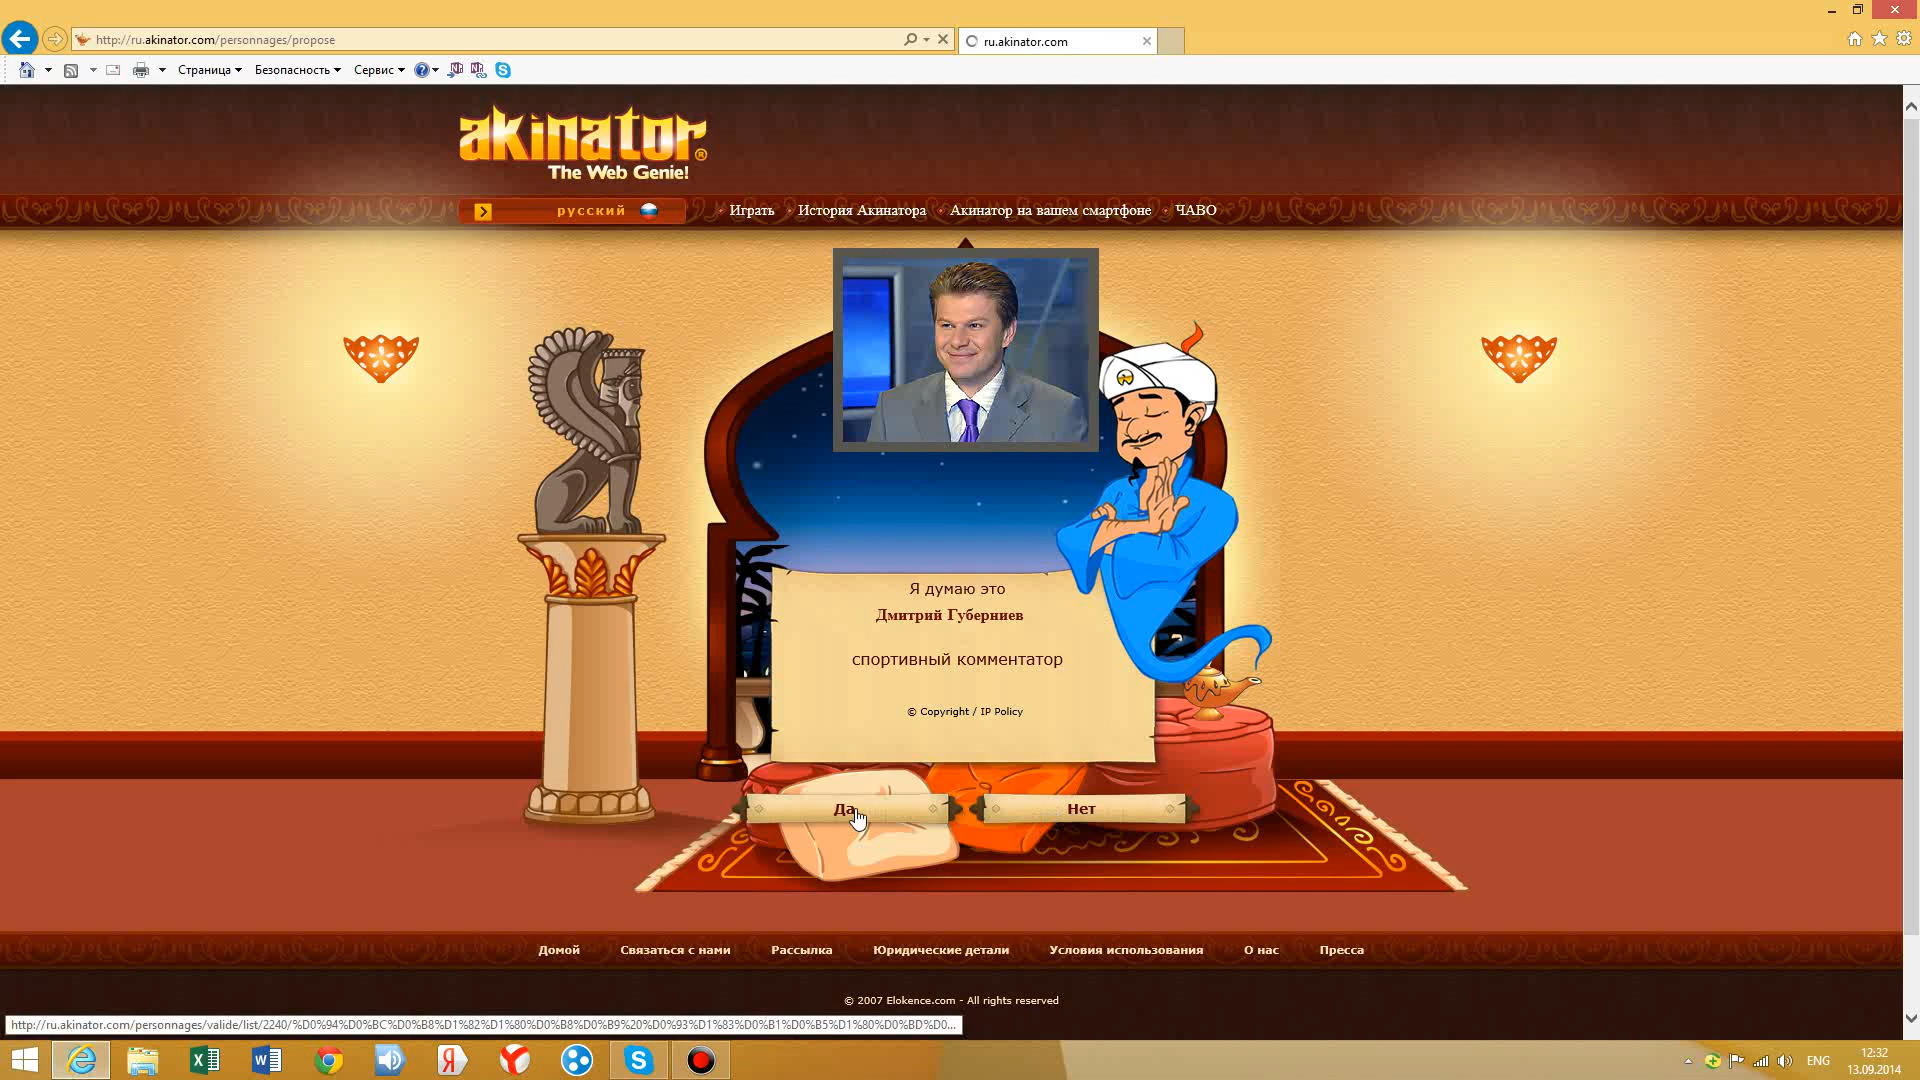 http://ru.akinator.com/personnages/propose
ru.akinator.com
Страница
Безопасность
Сервис
akinator®
The Web Genie!
русский
Играть
История Акинатора
Акинатор на вашем смартфоне
ЧАВО
Я думаю это
Дмитрий Губерниев
спортивный комментатор
© Copyright / IP Policy
Да
Нет
Домой
Связаться с нами
Рассылка
Юридические детали
Условия использования
О нас
Пресса
© 2007 Elokence.com - All rights reserved
http://ru.akinator.com/personnages/valide/list/2240/%D0%94%D0%BC%D0%B8%D1%82%D1%80%D0%B8%D0%B9%20%D0%93%D1%83%D0%B1%D0%B5%D1%80%D0%BD%D0...
ENG
12:32
13.09.2014